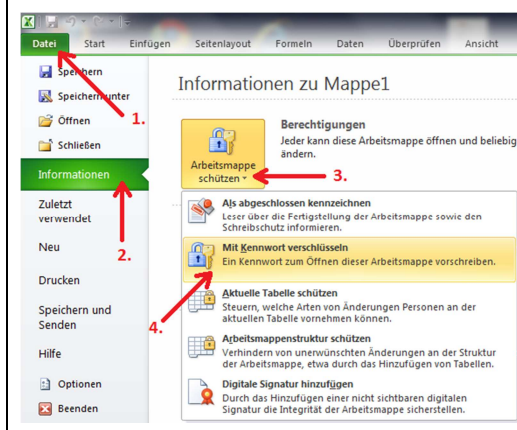 Datei Start Einfügen Seitenlayout Formeln Daten Überprüfen Ansicht
Speichern
Speichern unter
1.
Öffnen
Schließen
Informationen
2.
Zuletzt
verwendet
Neu
Drucken
Speichern und
Senden
Hilfe
Optionen
Beenden
Informationen zu Mappe1
Arbeitsmappe
schützen
Berechtigungen
Jeder kann diese Arbeitsmappe öffnen und beliebig
ändern.
3.
Als abgeschlossen kennzeichnen
Leser über die Fertigstellung der Arbeitsmappe sowie den
Schreibschutz informieren.
Mit Kennwort verschlüsseln
Ein Kennwort zum Öffnen dieser Arbeitsmappe vorschreiben.
4.
Aktuelle Tabelle schützen
Steuern, welche Arten von Änderungen Personen an der
aktuellen Tabelle vornehmen können.
Arbeitsmappenstruktur schützen
Verhindern von unerwünschten Änderungen an der Struktur
der Arbeitsmappe, etwa durch das Hinzufügen von Tabellen.
Digitale Signatur hinzufügen
Durch das Hinzufügen einer nicht sichtbaren digitalen
Signatur die Integrität der Arbeitsmappe sicherstellen.